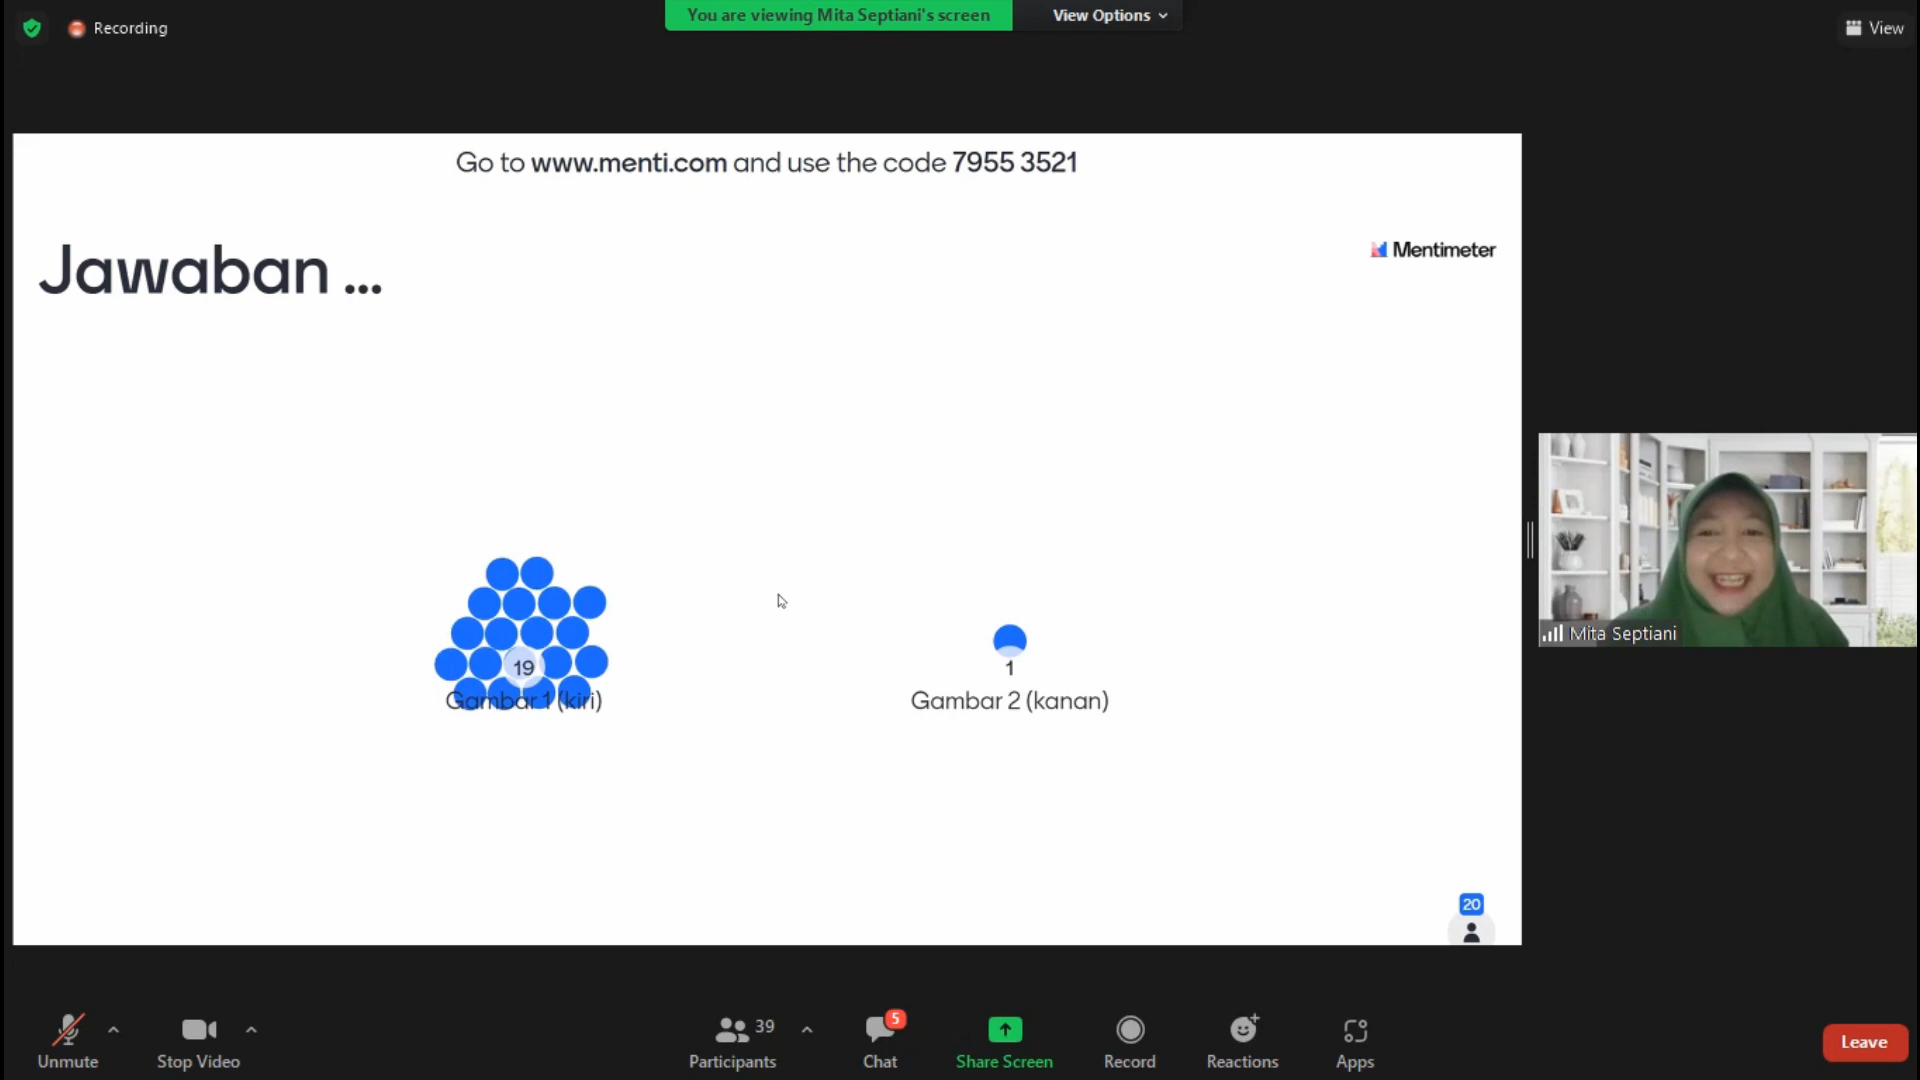 Recording
You are viewing Mita Septiani's screen
View Options
View
Go to www.menti.com and use the code 7955 3521
Jawaban ...
Mentimeter
19
Gambar 1 (kiri)
1
Gambar 2 (kanan)
20
Mita Septiani
Unmute
Stop Video
39
Participants
5
Chat
Share Screen
Record
Reactions
Apps
Leave